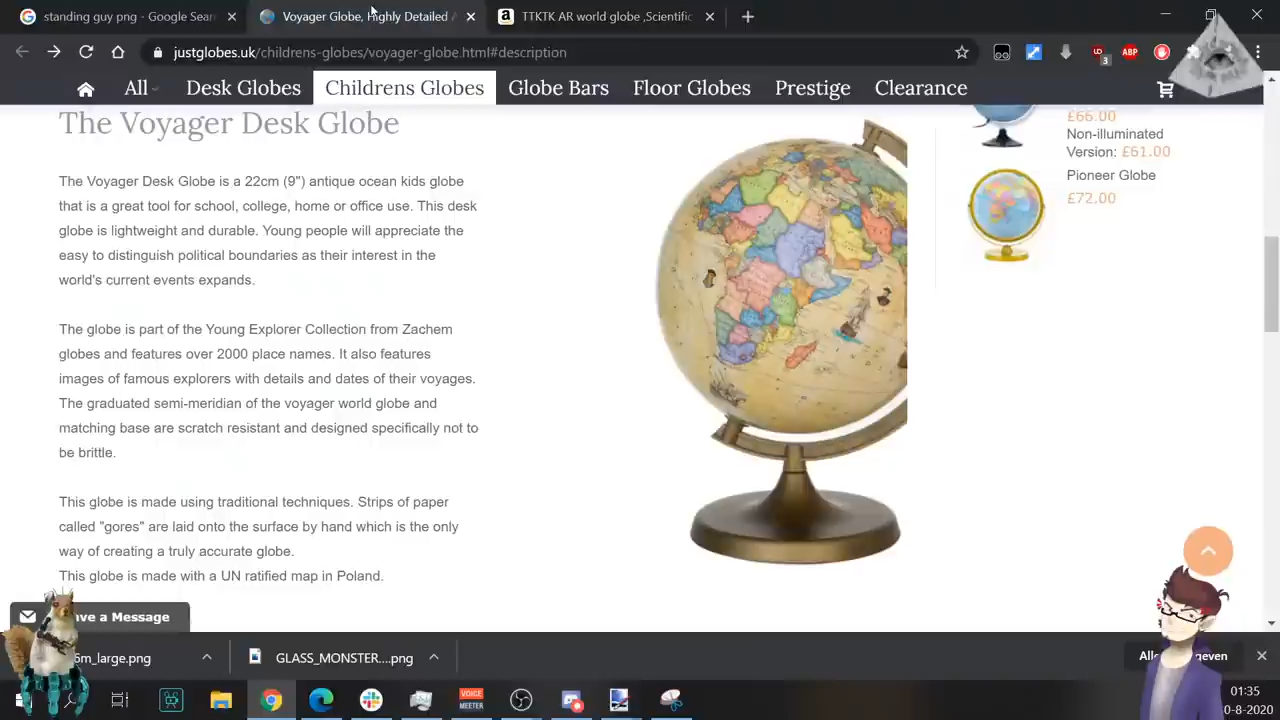 standing guy png - Google Sear
Voyager Globe, Highly Detailed A
TTKTK AR world globe ,Scientific
justglobes.uk/childrens-globes/voyager-globe.html#description
UD
3
ABP
All
Desk Globes
Childrens Globes
Globe Bars
Floor Globes
Prestige
Clearance
The Voyager Desk Globe
The Voyager Desk Globe is a 22cm (9") antique ocean kids globe
that is a great tool for school, college, home or office use. This desk
globe is lightweight and durable. Young people will appreciate the
easy to distinguish political boundaries as their interest in the
world's current events expands.
The globe is part of the Young Explorer Collection from Zachem
globes and features over 2000 place names. It also features
images of famous explorers with details and dates of their voyages.
The graduated semi-meridian of the voyager world globe and
matching base are scratch resistant and designed specifically not to
be brittle.
This globe is made using traditional techniques. Strips of paper
called "gores" are laid onto the surface by hand which is the only
way of creating a truly accurate globe.
This globe is made with a UN ratified map in Poland.
£66.00
Non-illuminated
Version: £61.00
Pioneer Globe
£72.00
ave a Message
5m_large.png
GLASS_MONSTER....png
Alle
geven
VOICE
MEETER
01:35
0-8-2020